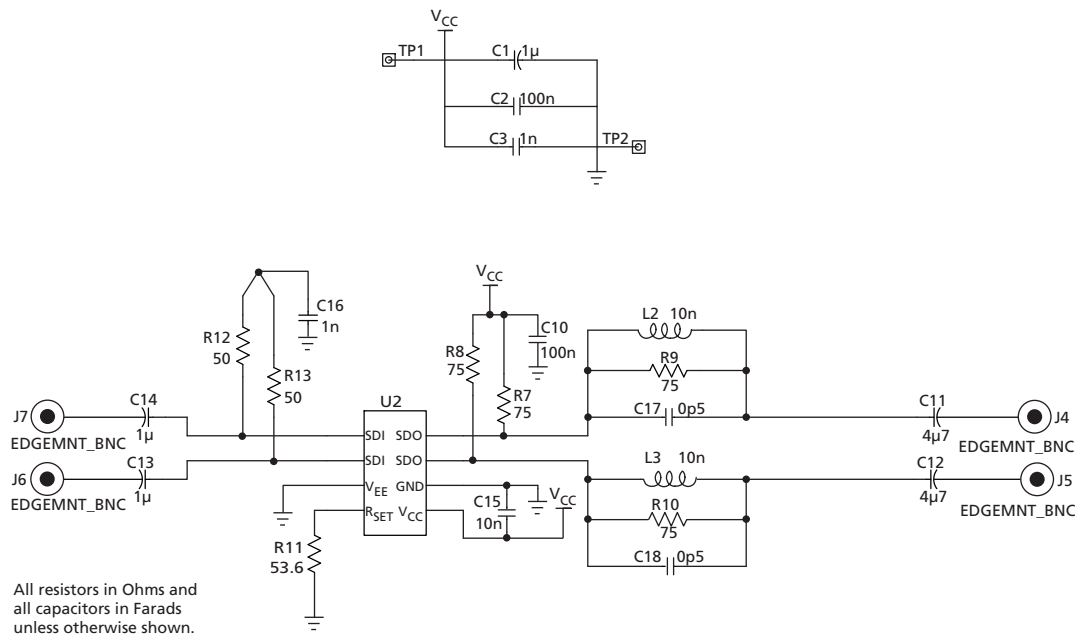 VCC
TP1
C1 1µ
C2 100n
C3 1n
TP2
VCC
C16
1n
R12
50
R13
50
R8
75
C10
100n
R7
75
L2 10n
R9
75
C17 0p5
J7
C14
1µ
EDGEMNT_BNC
U2
SDI SDO
SDI SDO
VEE GND
RSET VCC
C11
4µ7
J4
EDGEMNT_BNC
J6
C13
1µ
EDGEMNT_BNC
L3 10n
R10
75
C18 0p5
C12
4µ7
J5
EDGEMNT_BNC
C15
10n
VCC
R11
53.6
All resistors in Ohms and
all capacitors in Farads
unless otherwise shown.